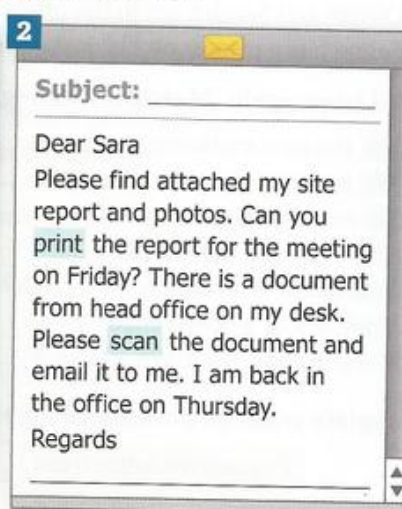 2
Subject:
Dear Sara
Please find attached my site
report and photos. Can you
print the report for the meeting
on Friday? There is a document
from head office on my desk.
Please scan the document and
email it to me. I am back in
the office on Thursday.
Regards